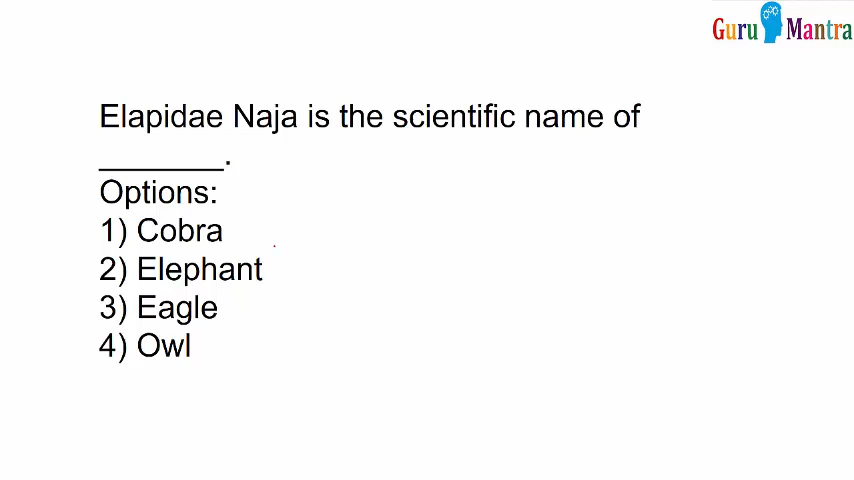 Guru Mantra
Elapidae Naja is the scientific name of
_______.
Options:
1) Cobra
2) Elephant
3) Eagle
4) Owl